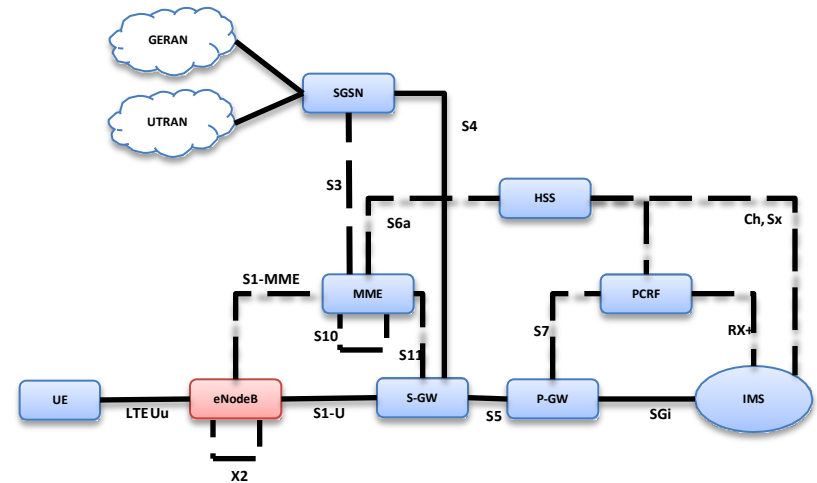 GERAN
SGSN
UTRAN
S4
S3
HSS
S6a
Ch, Sx
S1-MME
MME
PCRF
S10
S7
RX+
S11
UE
eNodeB
S-GW
P-GW
IMS
LTE Uu
S1-U
S5
SGi
X2